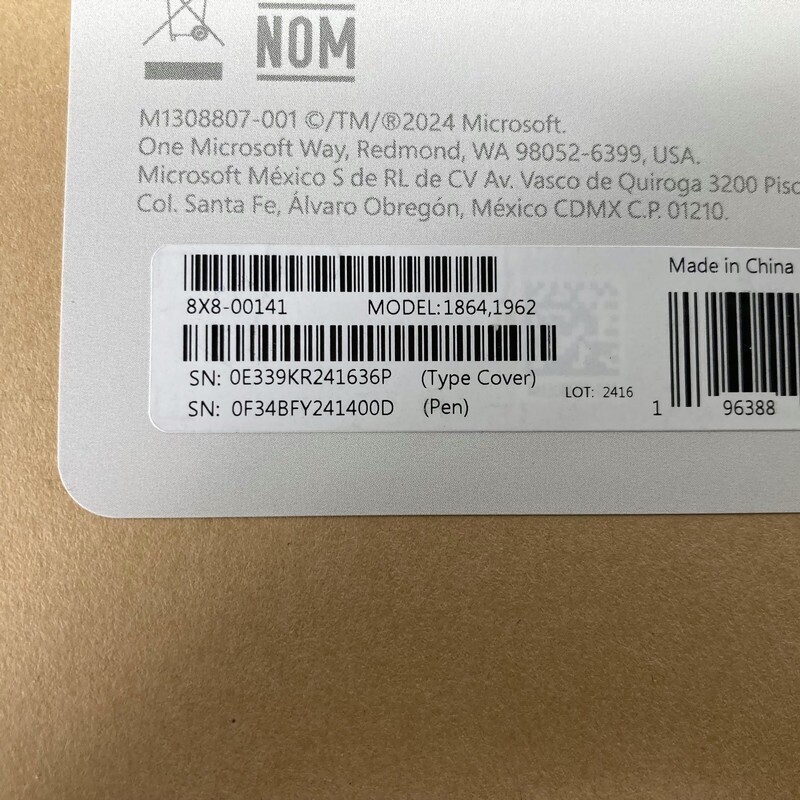 NOM
M1308807-001 ©/TM/®2024 Microsoft.
One Microsoft Way, Redmond, WA 98052-6399, USA.
Microsoft México S de RL de CV Av. Vasco de Quiroga 3200 Piso
Col. Santa Fe, Álvaro Obregón, México CDMX C.P. 01210.
Made in China
8X8-00141 MODEL:1864,1962
SN: 0E339KR241636P (Type Cover)
SN: 0F34BFY241400D (Pen)
LOT: 2416
1 96388